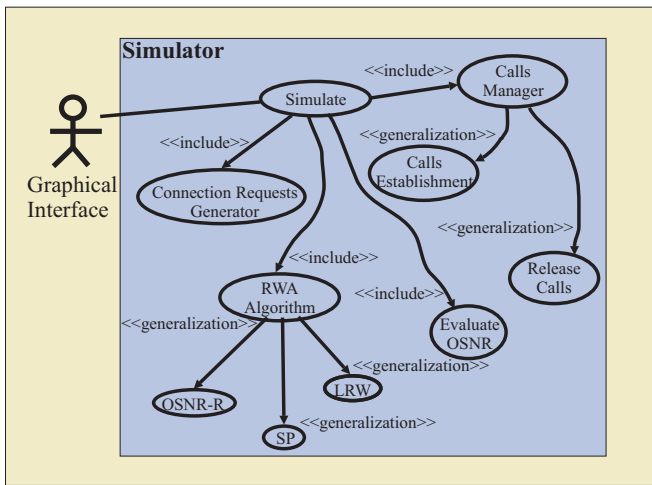 Simulator
<<include>>
Calls
Manager
Simulate
<<include>>
<<generalization>>
Calls
Establishment
Graphical
Interface
Connection Requests
Generator
<<generalization>>
<<include>>
Release
Calls
RWA
Algorithm
<<include>>
<<generalization>>
Evaluate
OSNR
<<generalization>>
OSNR-R
LRW
<<generalization>>
SP